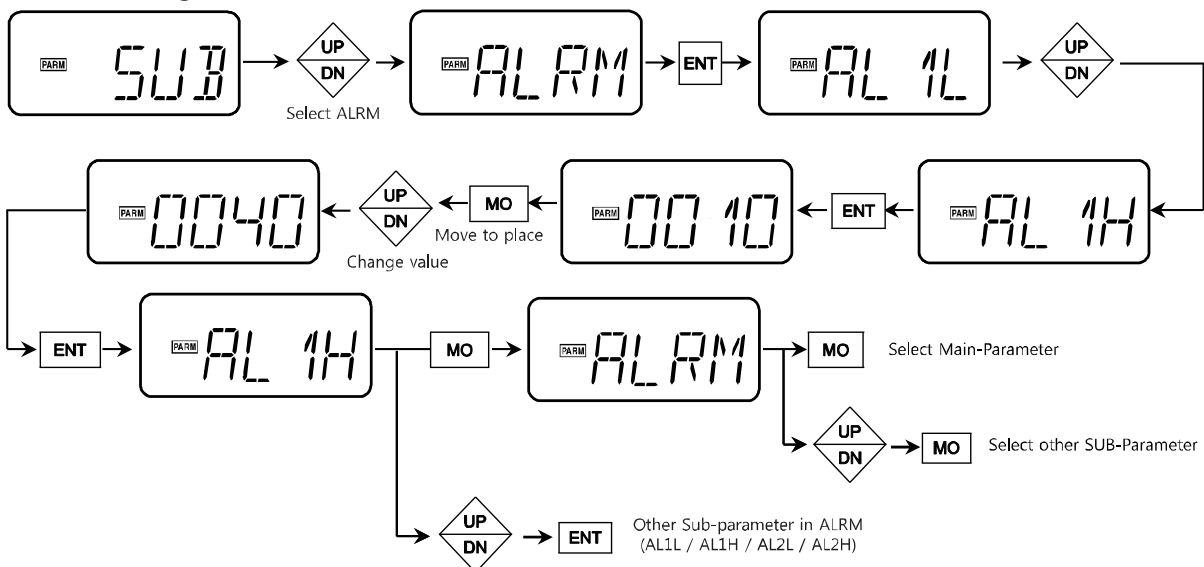 PARM SUB
UP
DN
Select ALRM
PARM ALRM
ENT
PARM AL 1L
UP
DN
PARM AL 1H
ENT
PARM 0010
MO
Move to place
UP
DN
Change value
PARM 0040
ENT
PARM AL 1H
MO
PARM ALRM
MO
Select Main-Parameter
UP
DN
MO
Select other SUB-Parameter
UP
DN
ENT
Other Sub-parameter in ALRM
(AL1L / AL1H / AL2L / AL2H)